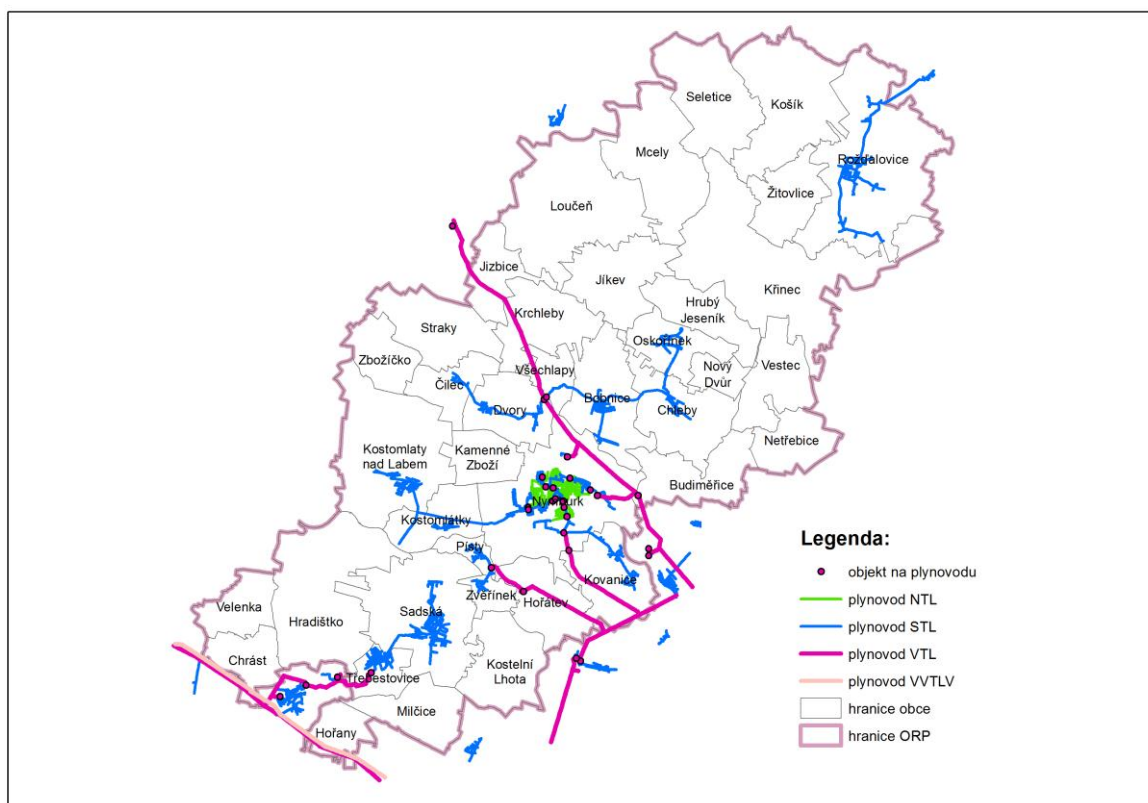 Seletice
Košík
Mcely
Rožďalovice
Žitovlice
Loučeň
Jizbice
Jíkev
Křinec
Krchleby
Hrubý
Jeseník
Straky
Oskořínek
Zbožíčko
Všechlapy
Nový
Dvůr
Vestec
Čilec
Dvory
Bobnice
Chleby
Netřebice
Kostomlaty
nad Labem
Kamenné
Zboží
Budiměřice
Nymburk
Kostomlátky
Písty
Kovanice
Zvěřínek
Hořátev
Velenka
Hradištko
Sadská
Chrást
Kostelní
Lhota
Třebestovice
Milčice
Hořany
Legenda:
objekt na plynovodu
plynovod NTL
plynovod STL
plynovod VTL
plynovod VVTLV
hranice obce
hranice ORP